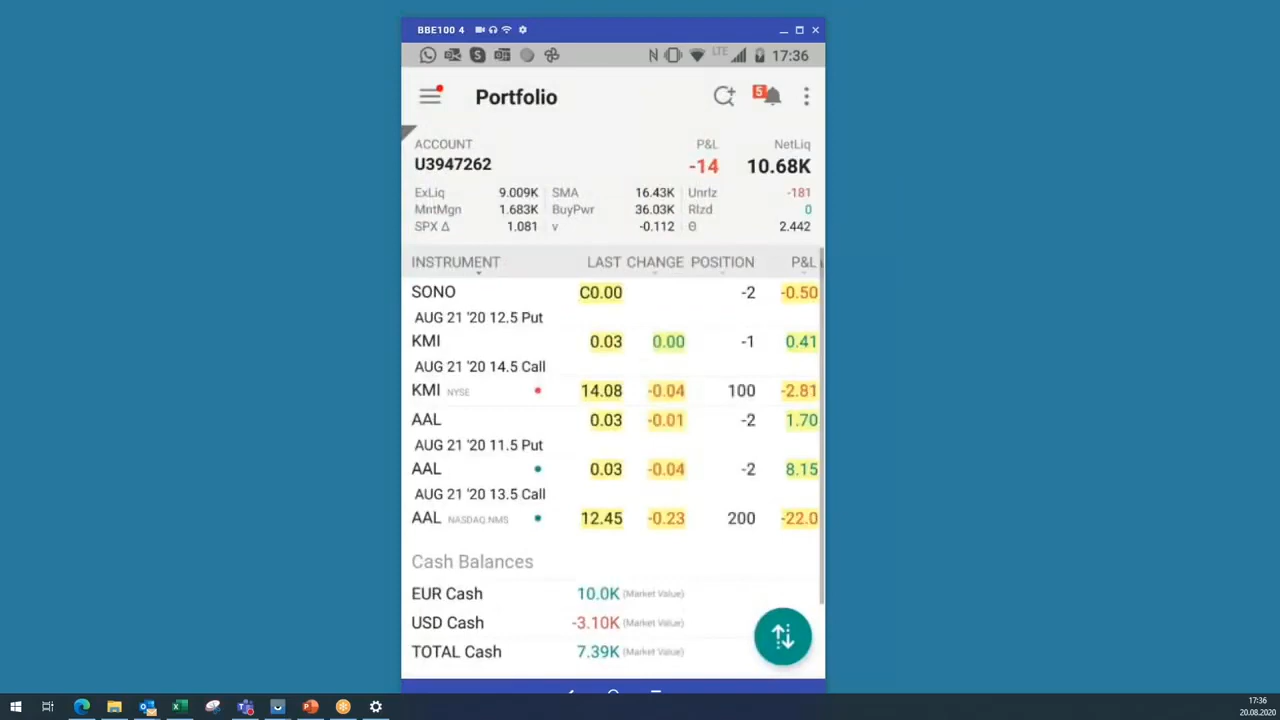 BBE100 4
LTE 17:36
Portfolio
5
ACCOUNT P&L NetLiq
U3947262 -14 10.68K
ExLiq 9.009K SMA 16.43K Unrlz -181
MntMgn 1.683K BuyPwr 36.03K Rlzd 0
SPX Δ 1.081 v -0.112 Θ 2.442
INSTRUMENT LAST CHANGE POSITION P&L
SONO C0.00 -2 -0.50
AUG 21 '20 12.5 Put
KMI 0.03 0.00 -1 0.41
AUG 21 '20 14.5 Call
KMI NYSE 14.08 -0.04 100 -2.81
AAL 0.03 -0.01 -2 1.70
AUG 21 '20 11.5 Put
AAL 0.03 -0.04 -2 8.15
AUG 21 '20 13.5 Call
AAL NASDAQ.NMS 12.45 -0.23 200 -22.0
Cash Balances
EUR Cash 10.0K (Market Value)
USD Cash -3.10K (Market Value)
TOTAL Cash 7.39K (Market Value)
17:36
20.08.2020